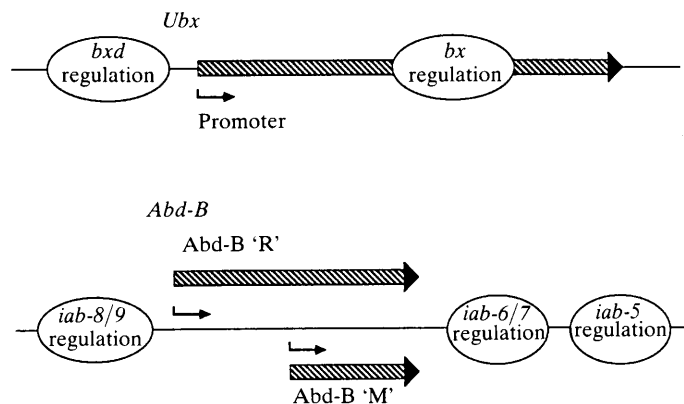 Ubx
bxd
regulation
bx
regulation
Promoter
Abd-B
Abd-B ‘R’
iab-8/9
regulation
iab-6/7
regulation
iab-5
regulation
Abd-B ‘M’